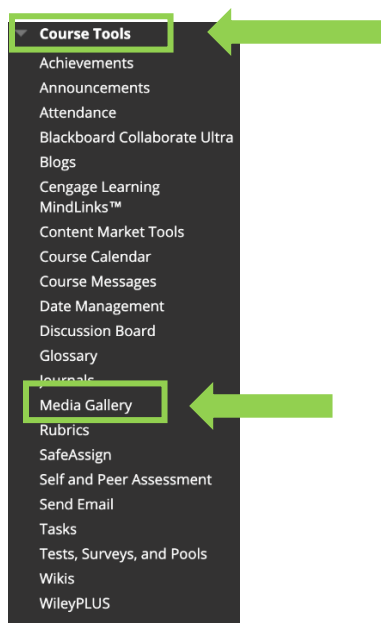 Course Tools
Achievements
Announcements
Attendance
Blackboard Collaborate Ultra
Blogs
Cengage Learning
MindLinks™
Content Market Tools
Course Calendar
Course Messages
Date Management
Discussion Board
Glossary
Journals
Media Gallery
Rubrics
SafeAssign
Self and Peer Assessment
Send Email
Tasks
Tests, Surveys, and Pools
Wikis
WileyPLUS